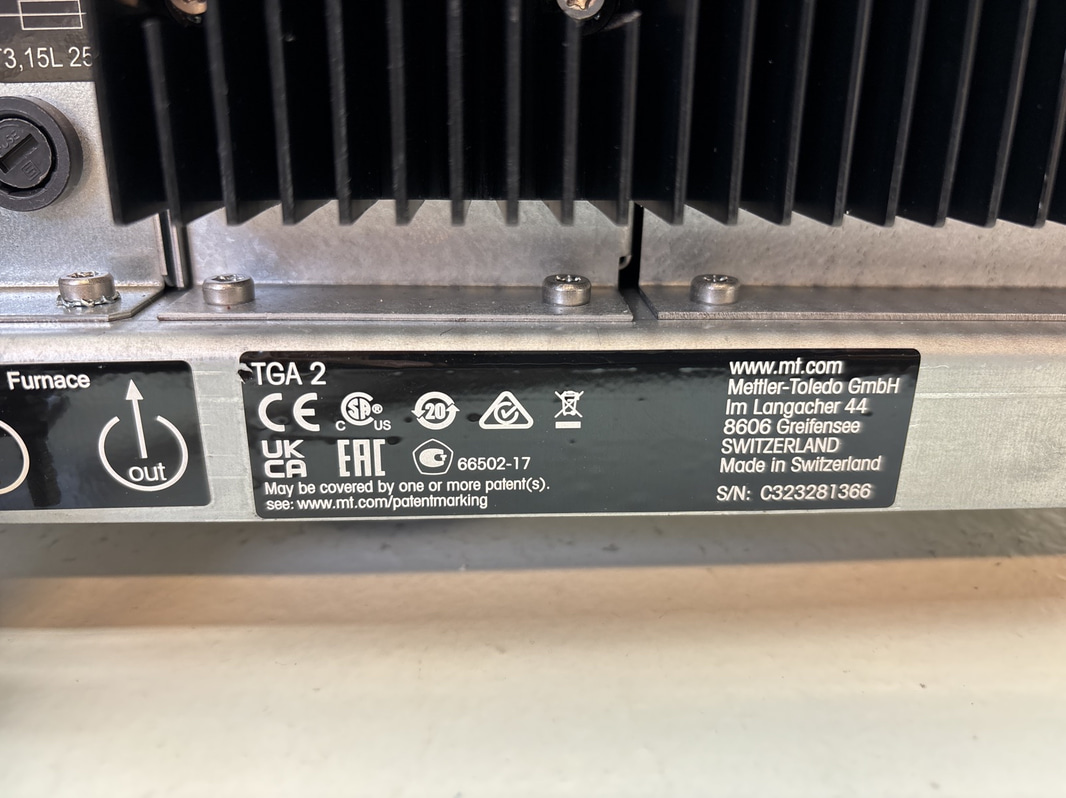 T3,15L 25
FUSE
Furnace
out
TGA 2
CE
SA®
C US
20
UK
CA
EAC
66502-17
May be covered by one or more patent(s).
see: www.mt.com/patentmarking
www.mt.com
Mettler-Toledo GmbH
Im Langacher 44
8606 Greifensee
SWITZERLAND
Made in Switzerland
S/N: C323281366